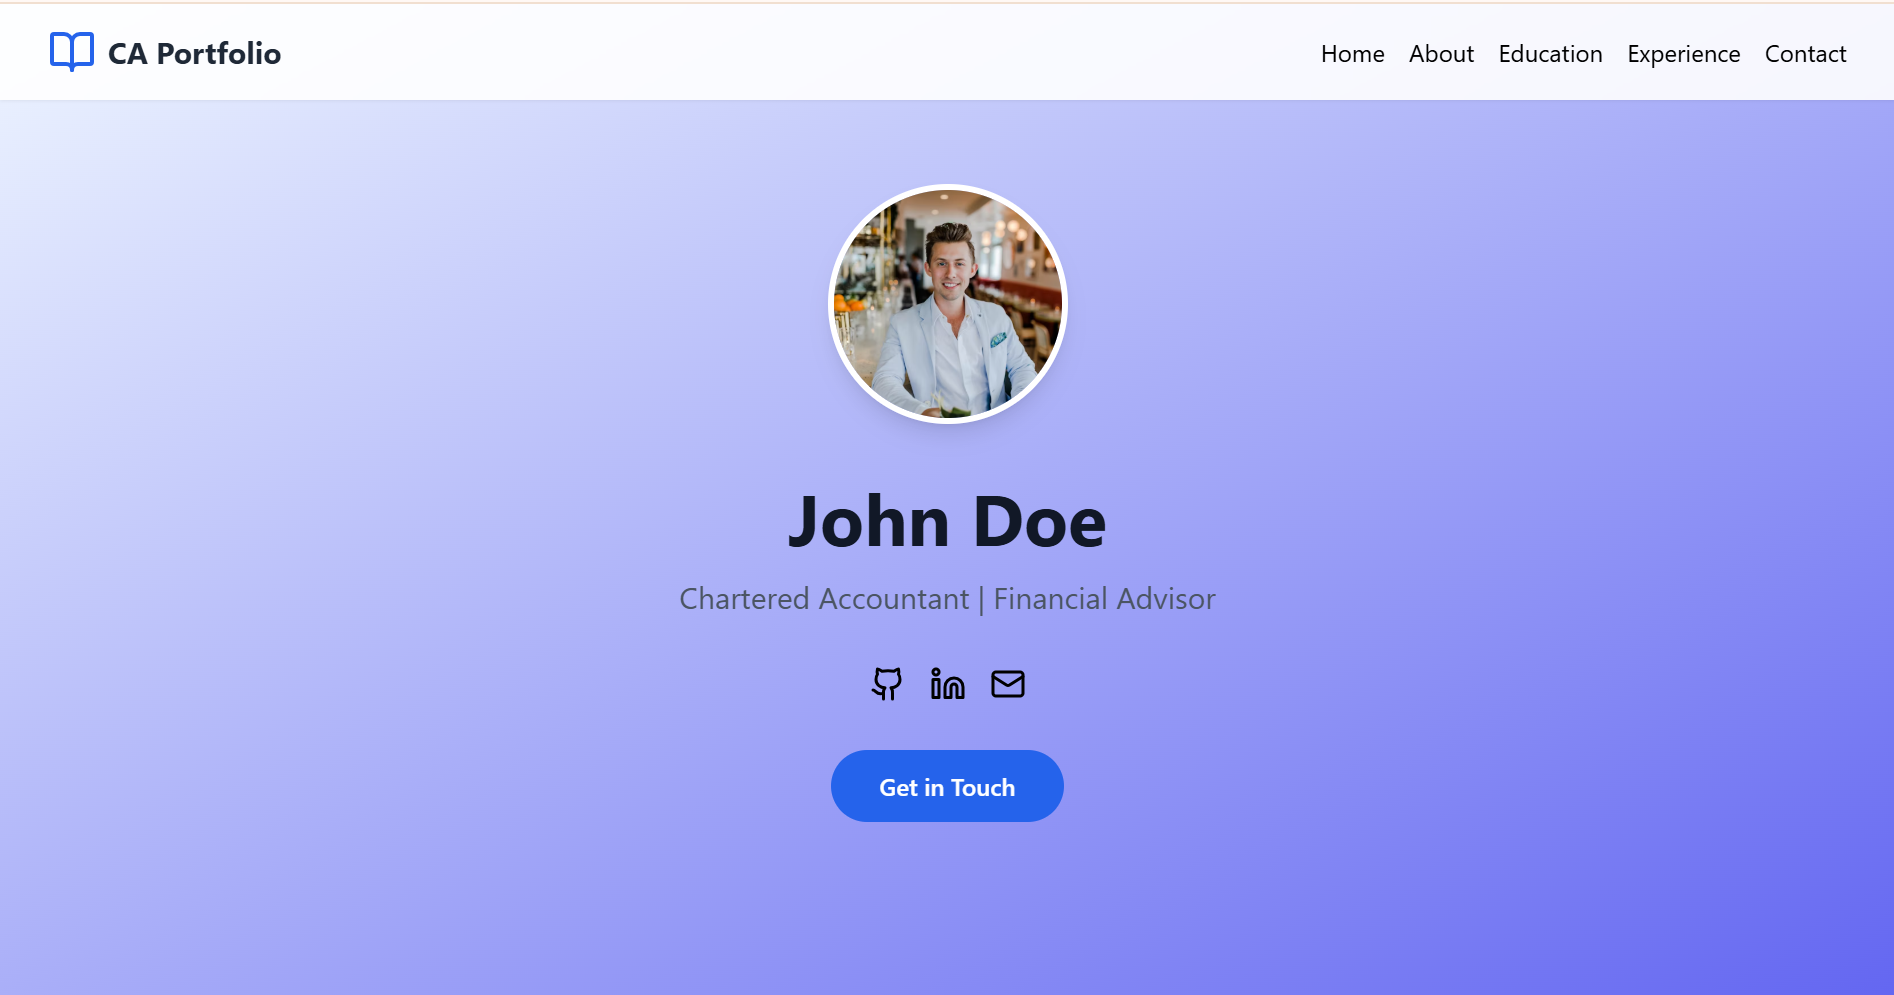 CA Portfolio
Home About Education Experience Contact
John Doe
Chartered Accountant | Financial Advisor
Get in Touch